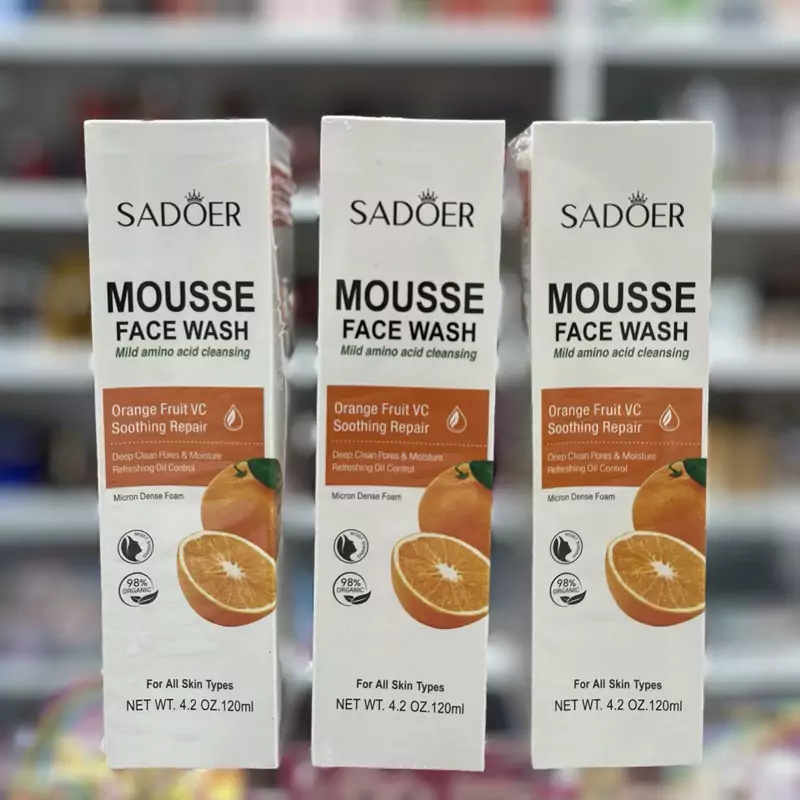 SADOER
MOUSSE
FACE WASH
Mild amino acid cleansing
Orange Fruit VC
Soothing Repair
Deep Clean Pores & Moisture
Refreshing Oil Control
Micron Dense Foam
98%
ORGANIC
For All Skin Types
NET WT. 4.2 OZ.120ml
SADOER
MOUSSE
FACE WASH
Mild amino acid cleansing
Orange Fruit VC
Soothing Repair
Deep Clean Pores & Moisture
Refreshing Oil Control
Micron Dense Foam
98%
ORGANIC
For All Skin Types
NET WT. 4.2 OZ.120ml
SADOER
MOUSSE
FACE WASH
Mild amino acid cleansing
Orange Fruit VC
Soothing Repair
Deep Clean Pores & Moisture
Refreshing Oil Control
Micron Dense Foam
98%
ORGANIC
For All Skin Types
NET WT. 4.2 OZ.120ml